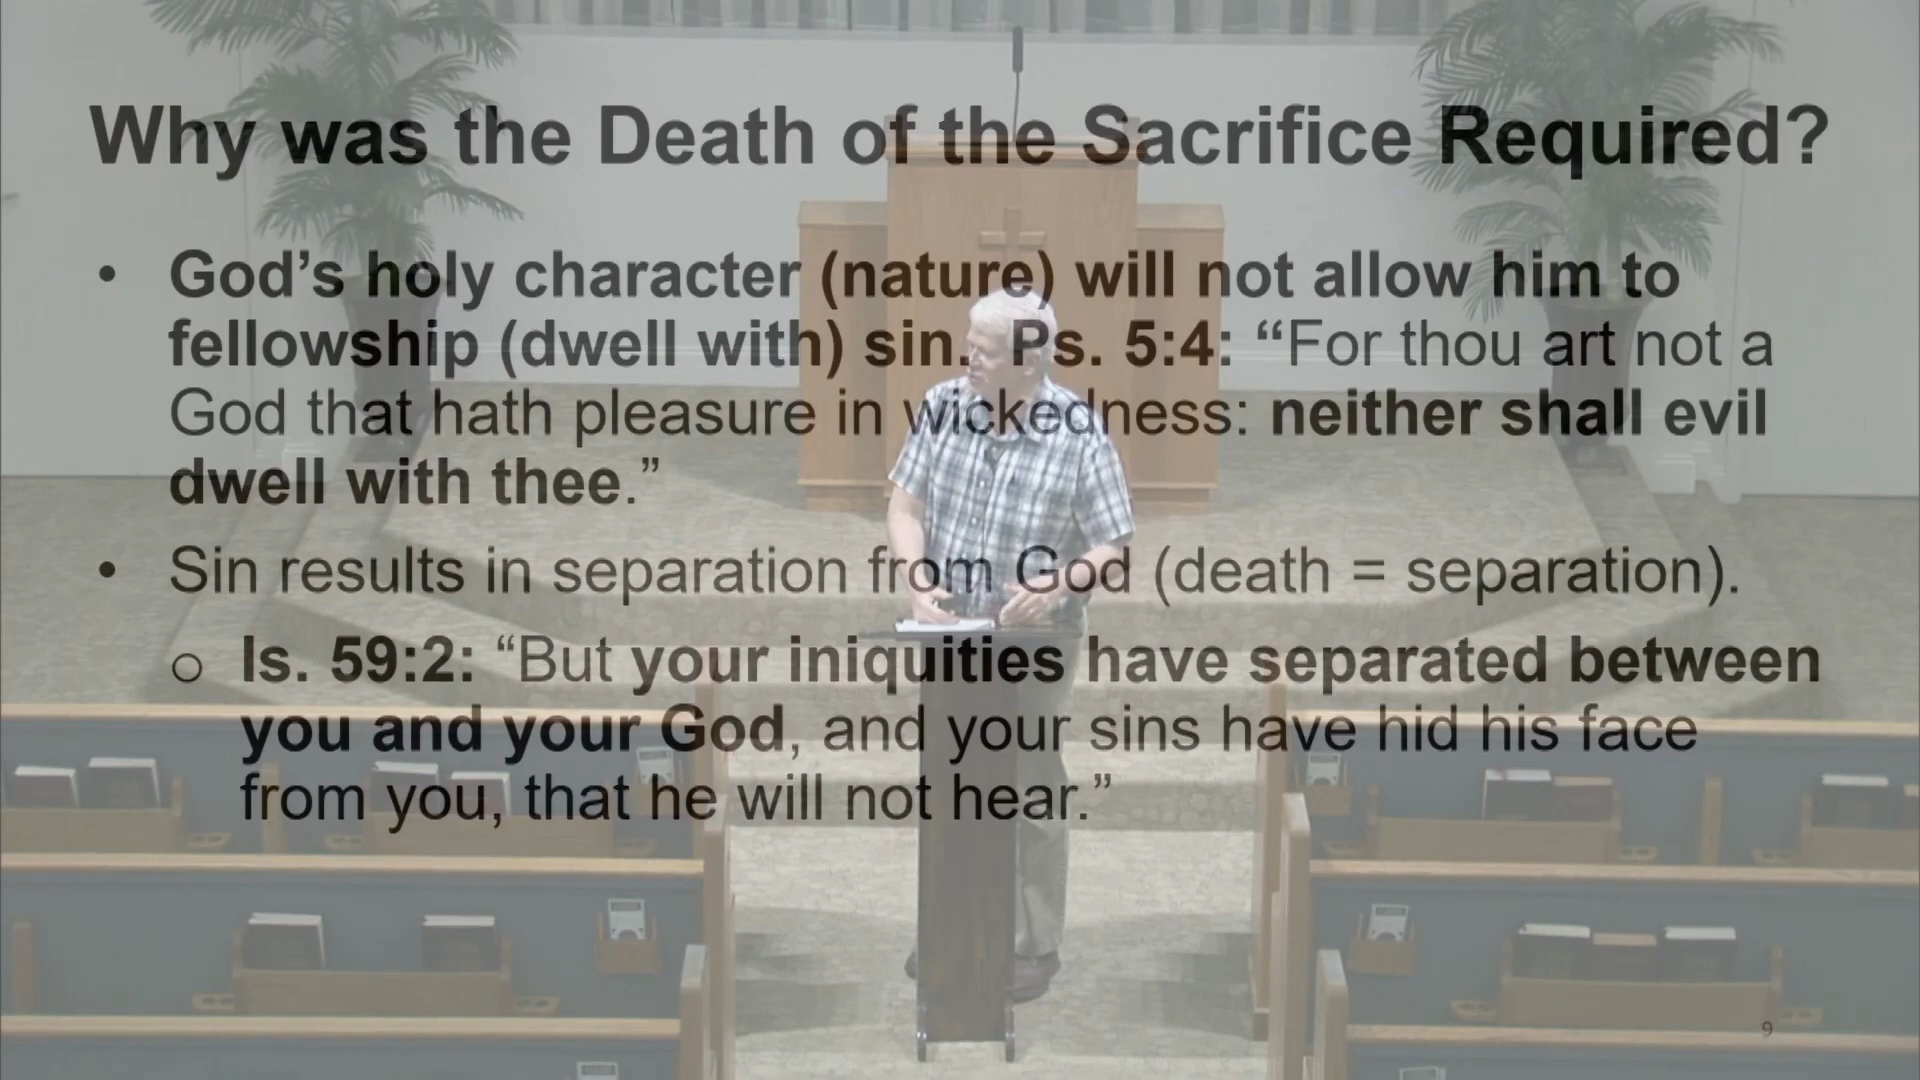 Why was the Death of the Sacrifice Required?
• God’s holy character (nature) will not allow him to
fellowship (dwell with) sin. Ps. 5:4: “For thou art not a
God that hath pleasure in wickedness: neither shall evil
dwell with thee.”
• Sin results in separation from God (death = separation).
o Is. 59:2: “But your iniquities have separated between
you and your God, and your sins have hid his face
from you, that he will not hear.”
9